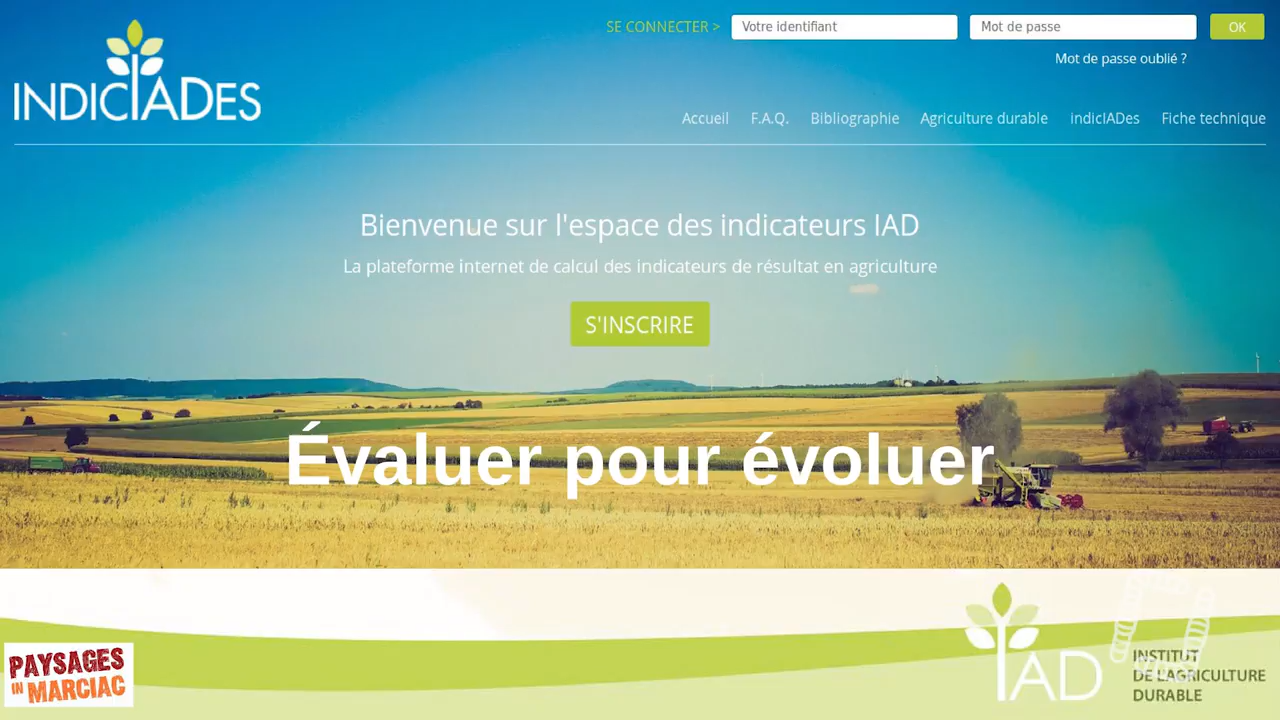 SE CONNECTER >
Votre identifiant
Mot de passe
OK
Mot de passe oublié ?
INDICIADES
Accueil
F.A.Q.
Bibliographie
Agriculture durable
indicIADes
Fiche technique
Bienvenue sur l'espace des indicateurs IAD
La plateforme internet de calcul des indicateurs de résultat en agriculture
S'INSCRIRE
Évaluer pour évoluer
PAYSAGES
IN MARCIAC
IAD
INSTITUT
DE L'AGRICULTURE
DURABLE